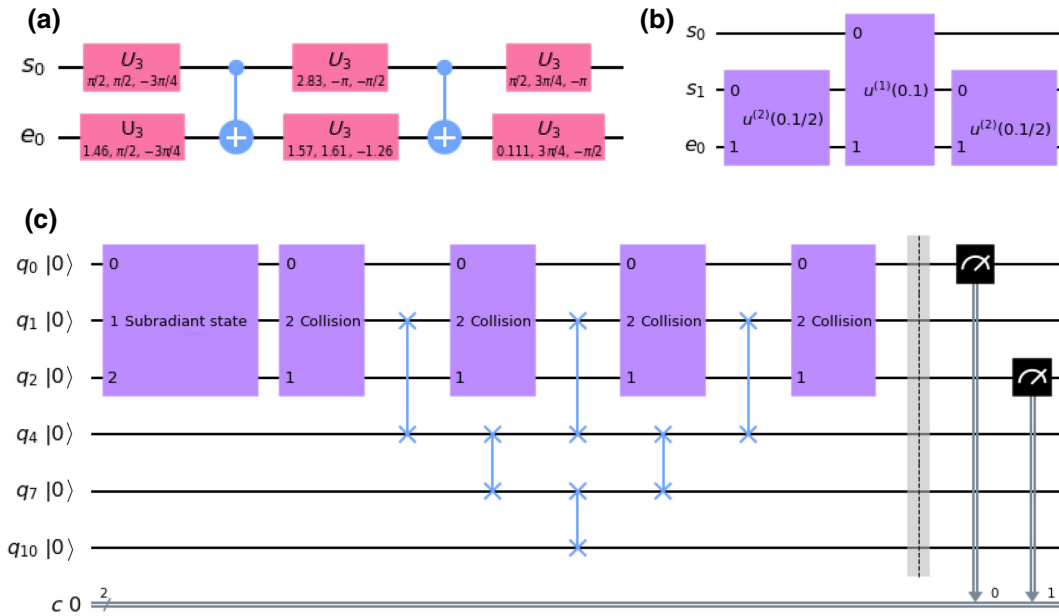 (a)
s₀ U₃ U₃ U₃
π/2, π/2, −3π/4 2.83, −π, −π/2 π/2, 3π/4, −π
e₀ U₃ U₃ U₃
1.46, π/2, −3π/4 1.57, 1.61, −1.26 0.111, 3π/4, −π/2
(b)
s₀ 0
s₁ 0 u⁽¹⁾(0.1) 0
u⁽²⁾(0.1/2) u⁽²⁾(0.1/2)
e₀ 1 1 1
(c)
q₀ |0⟩ 0 0 0 0 0
q₁ |0⟩ 1 Subradiant state 2 Collision 2 Collision 2 Collision 2 Collision
q₂ |0⟩ 2 1 1 1 1
q₄ |0⟩
q₇ |0⟩
q₁₀ |0⟩
c 0 2 0 1